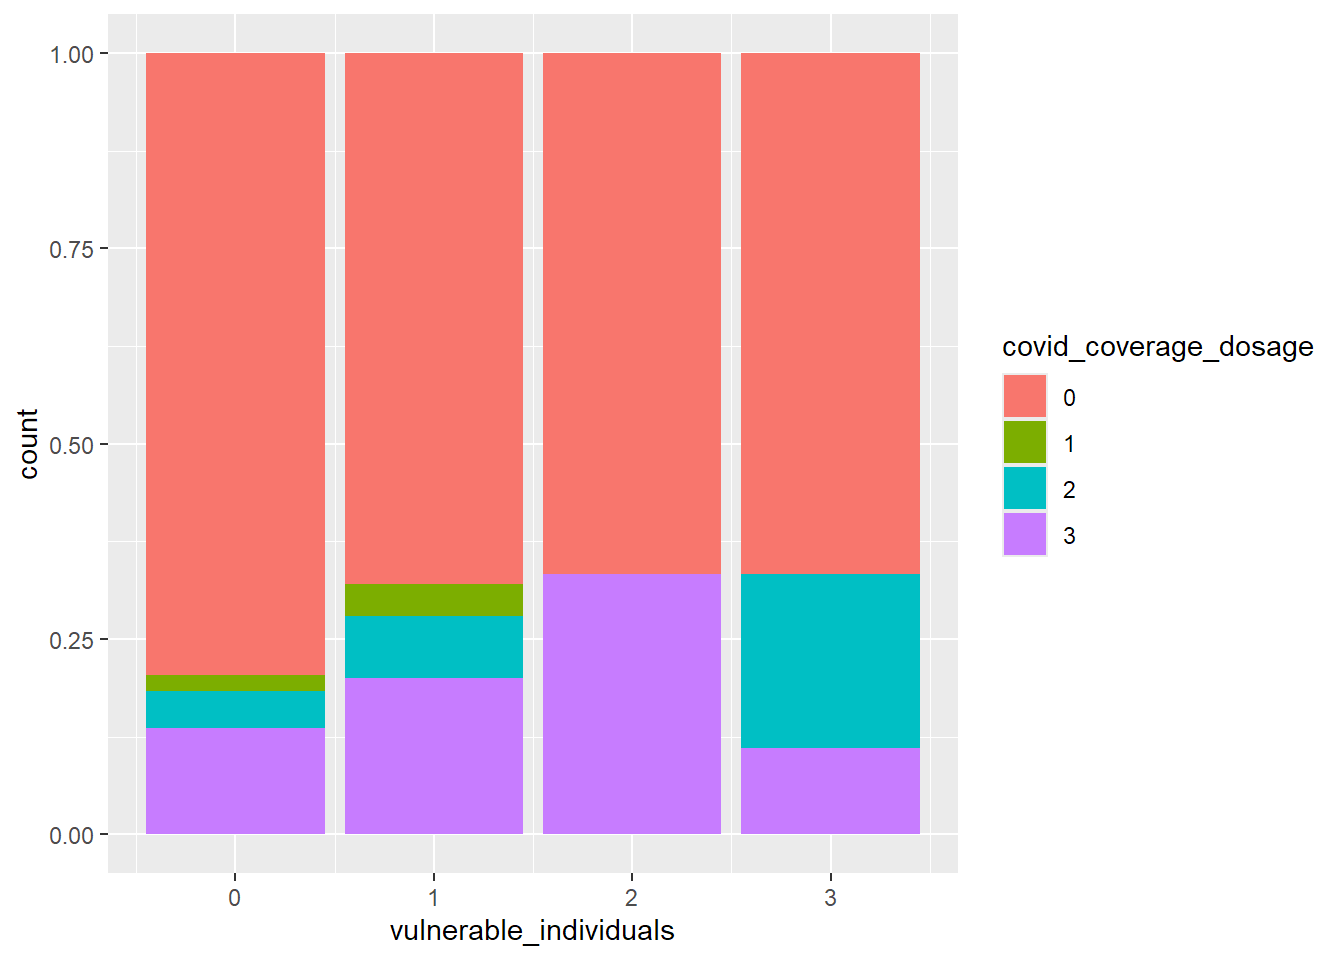 1.00
0.75
0.50
0.25
0.00
count
0 1 2 3
vulnerable_individuals
covid_coverage_dosage
0
1
2
3